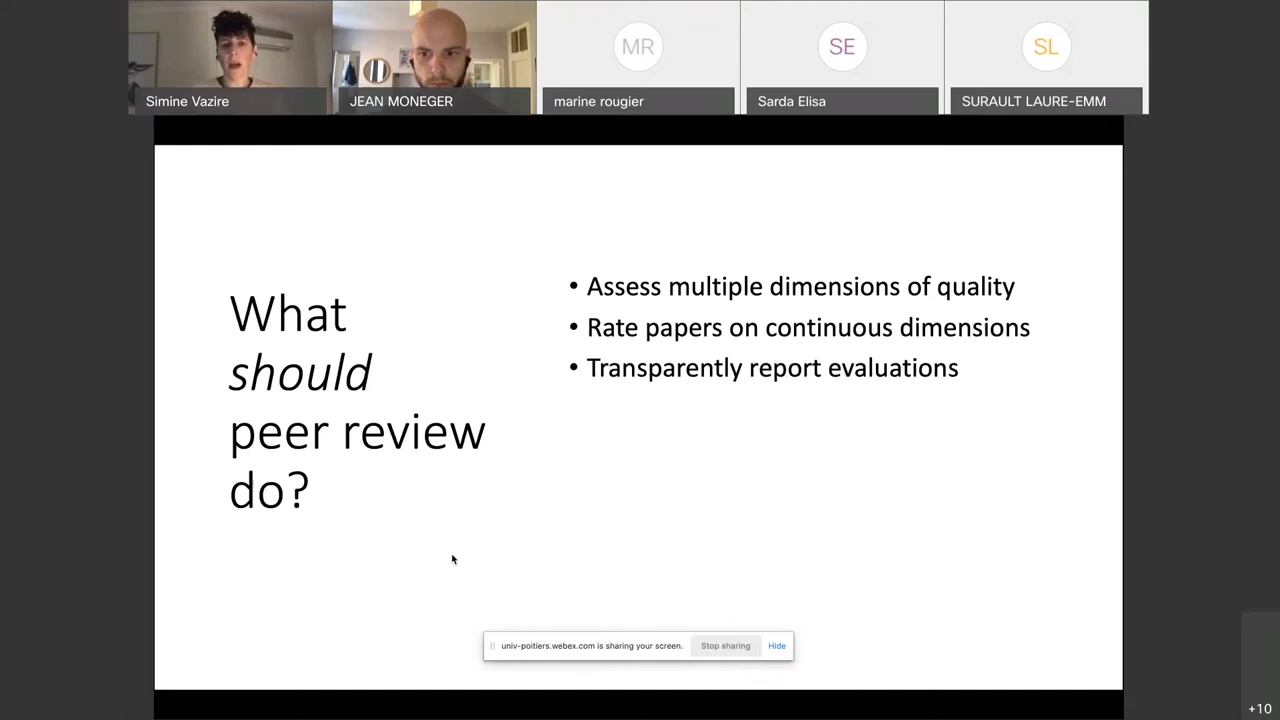 MR
SE
SL
Simine Vazire
JEAN MONEGER
marine rougier
Sarda Elisa
SURAULT LAURE-EMM
What
should
peer review
do?
• Assess multiple dimensions of quality
• Rate papers on continuous dimensions
• Transparently report evaluations
univ-poitiers.webex.com is sharing your screen.
Stop sharing
Hide
+10